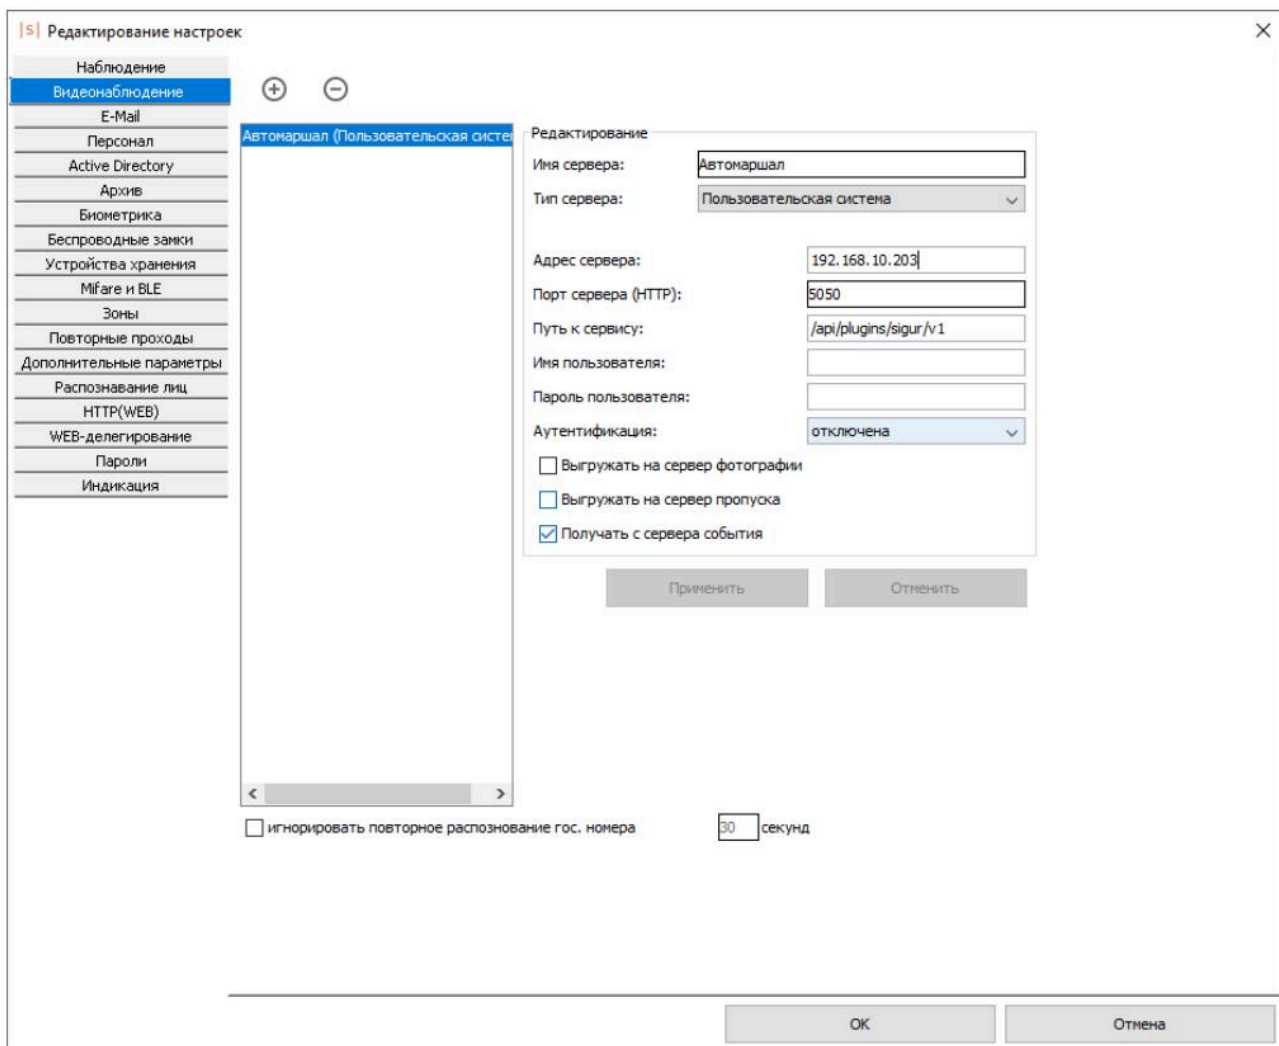 |S| Редактирование настроек
Наблюдение
Видеонаблюдение
E-Mail
Персонал
Active Directory
Архив
Биометрика
Беспроводные замки
Устройства хранения
Mifare и BLE
Зоны
Повторные проходы
Дополнительные параметры
Распознавание лиц
HTTP(WEB)
WEB-делегирование
Пароли
Индикация
Автомаршал (Пользовательская систе
Редактирование
Имя сервера: Автомаршал
Тип сервера: Пользовательская система
Адрес сервера: 192.168.10.203
Порт сервера (HTTP): 5050
Путь к сервису: /api/plugins/sigur/v1
Имя пользователя:
Пароль пользователя:
Аутентификация: отключена
Выгружать на сервер фотографии
Выгружать на сервер пропуска
Получать с сервера события
Применить Отменить
игнорировать повторное распознование гос. номера 30 секунд
OK Отмена